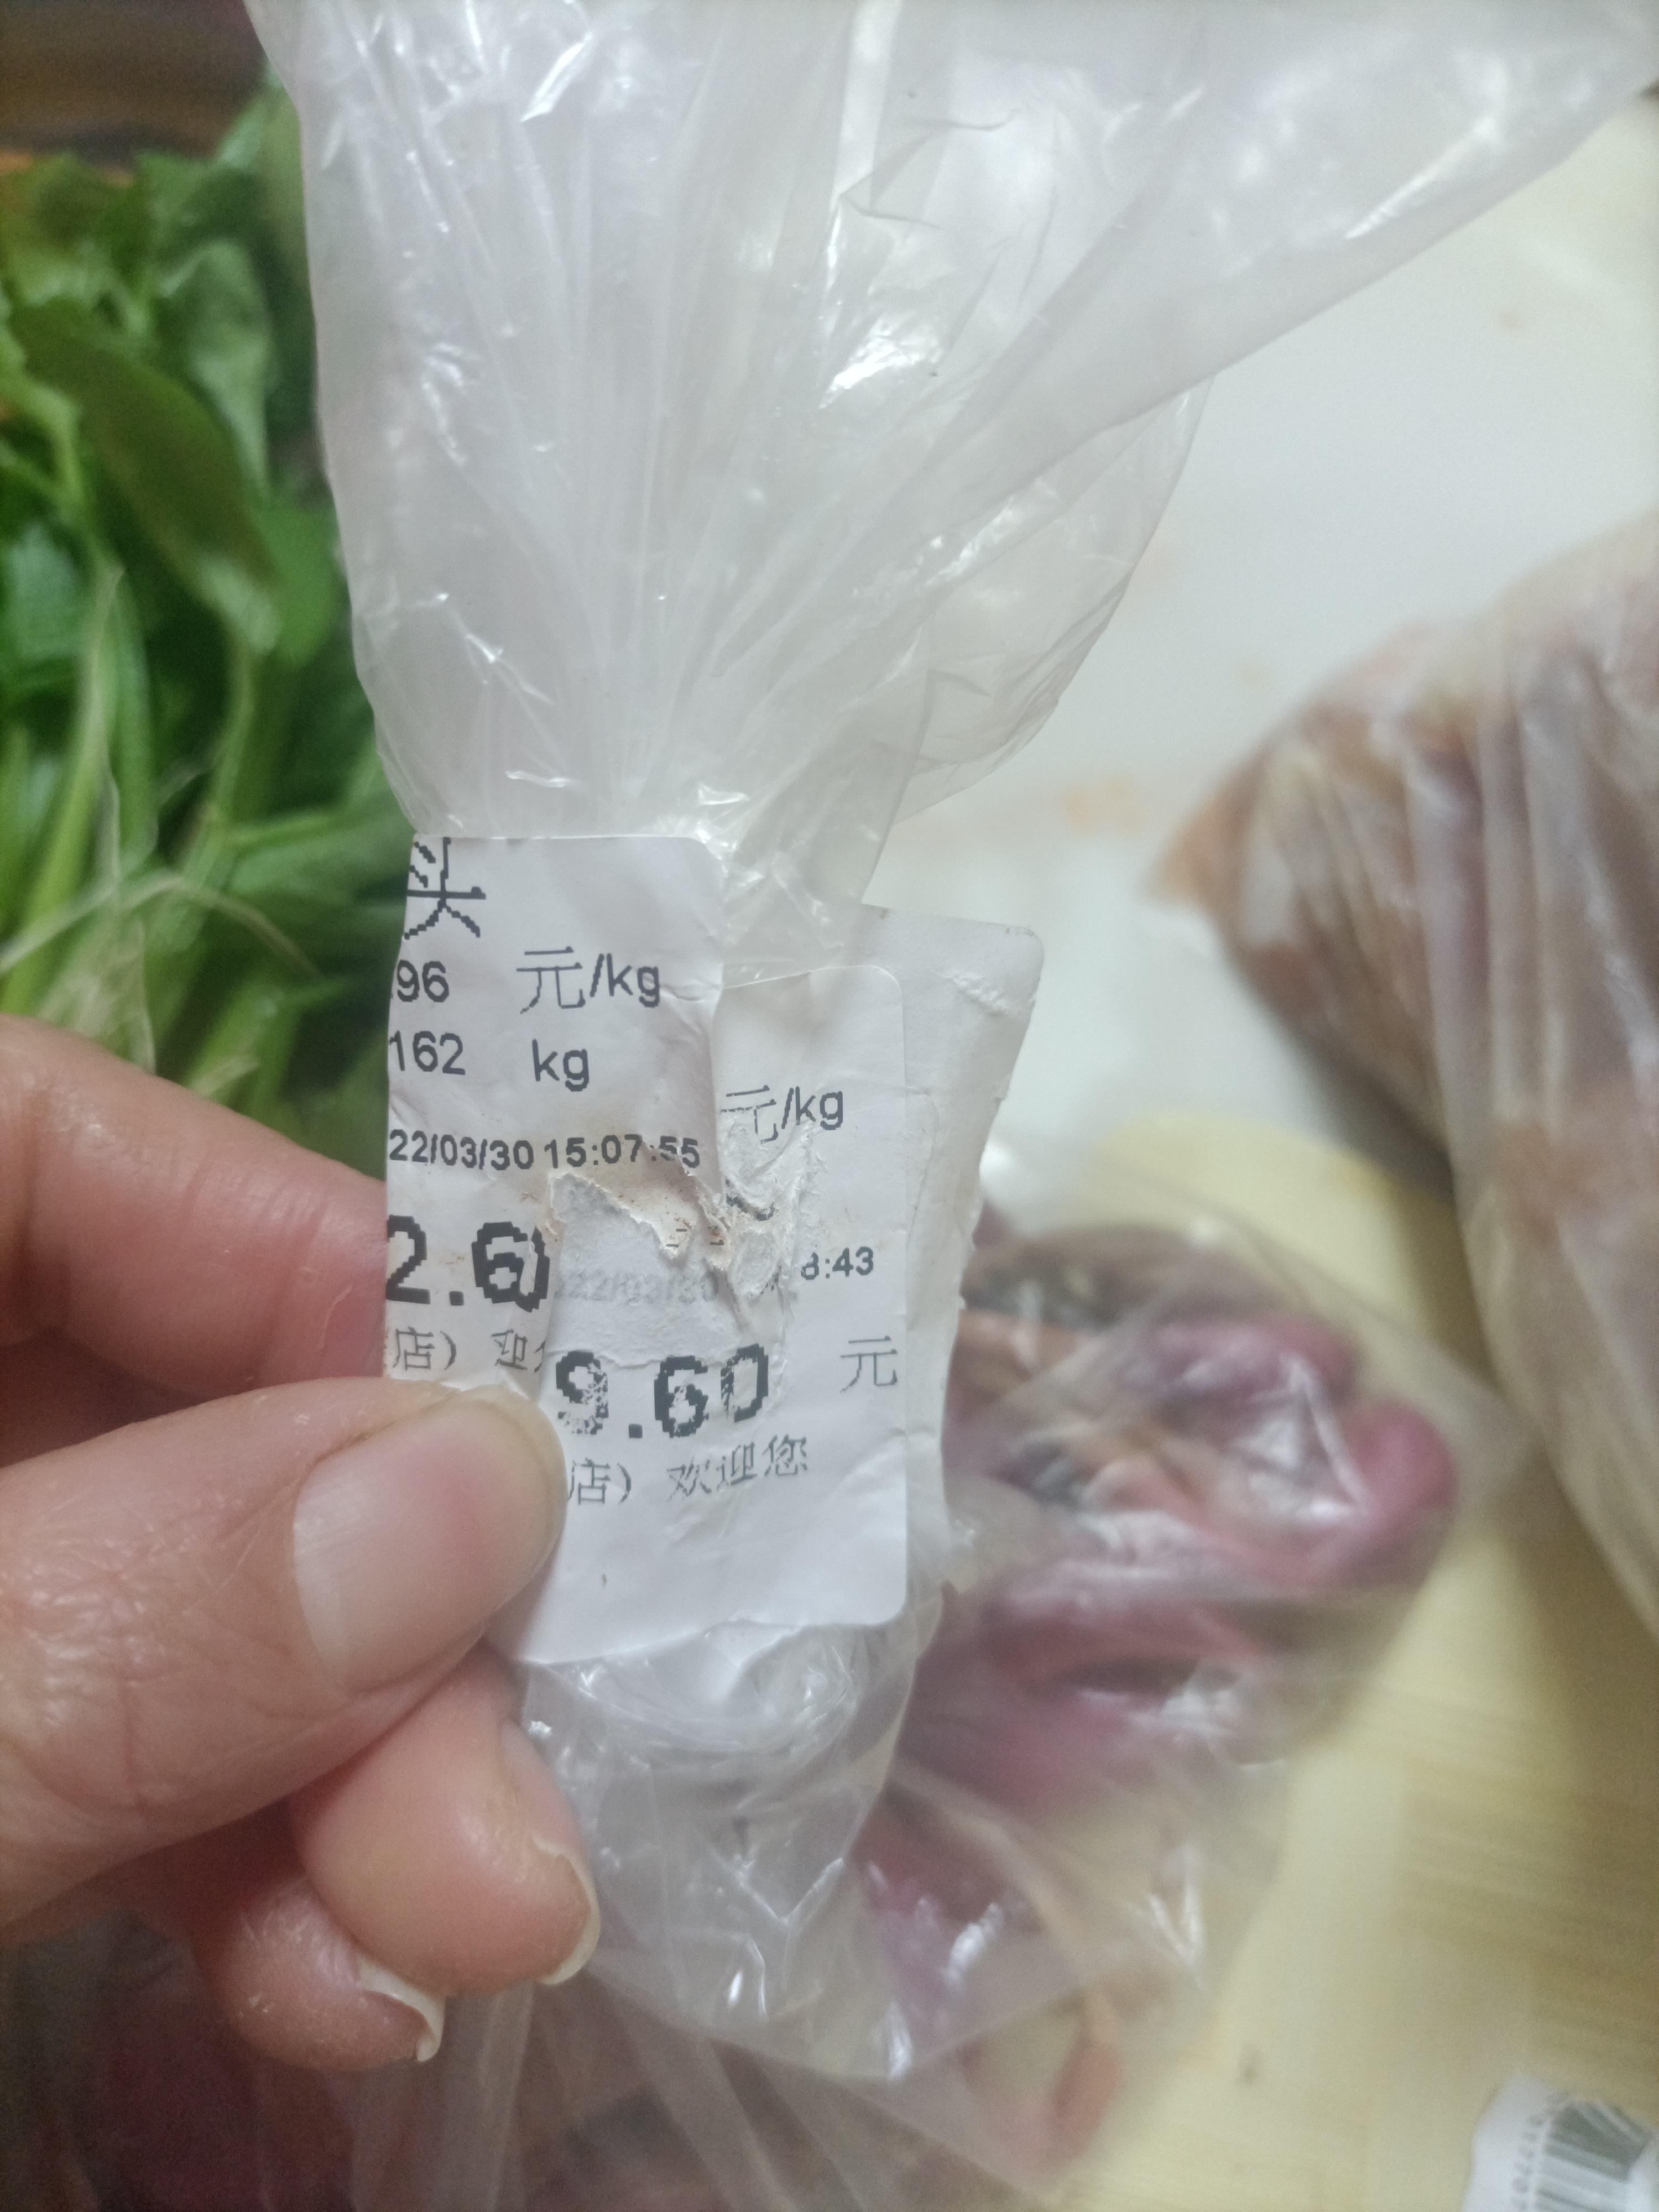 头
96 元/kg
162 kg
22/03/30 15:07:55
2.60
店） 迎
元/kg
8:43
9.60 元
店） 欢迎您